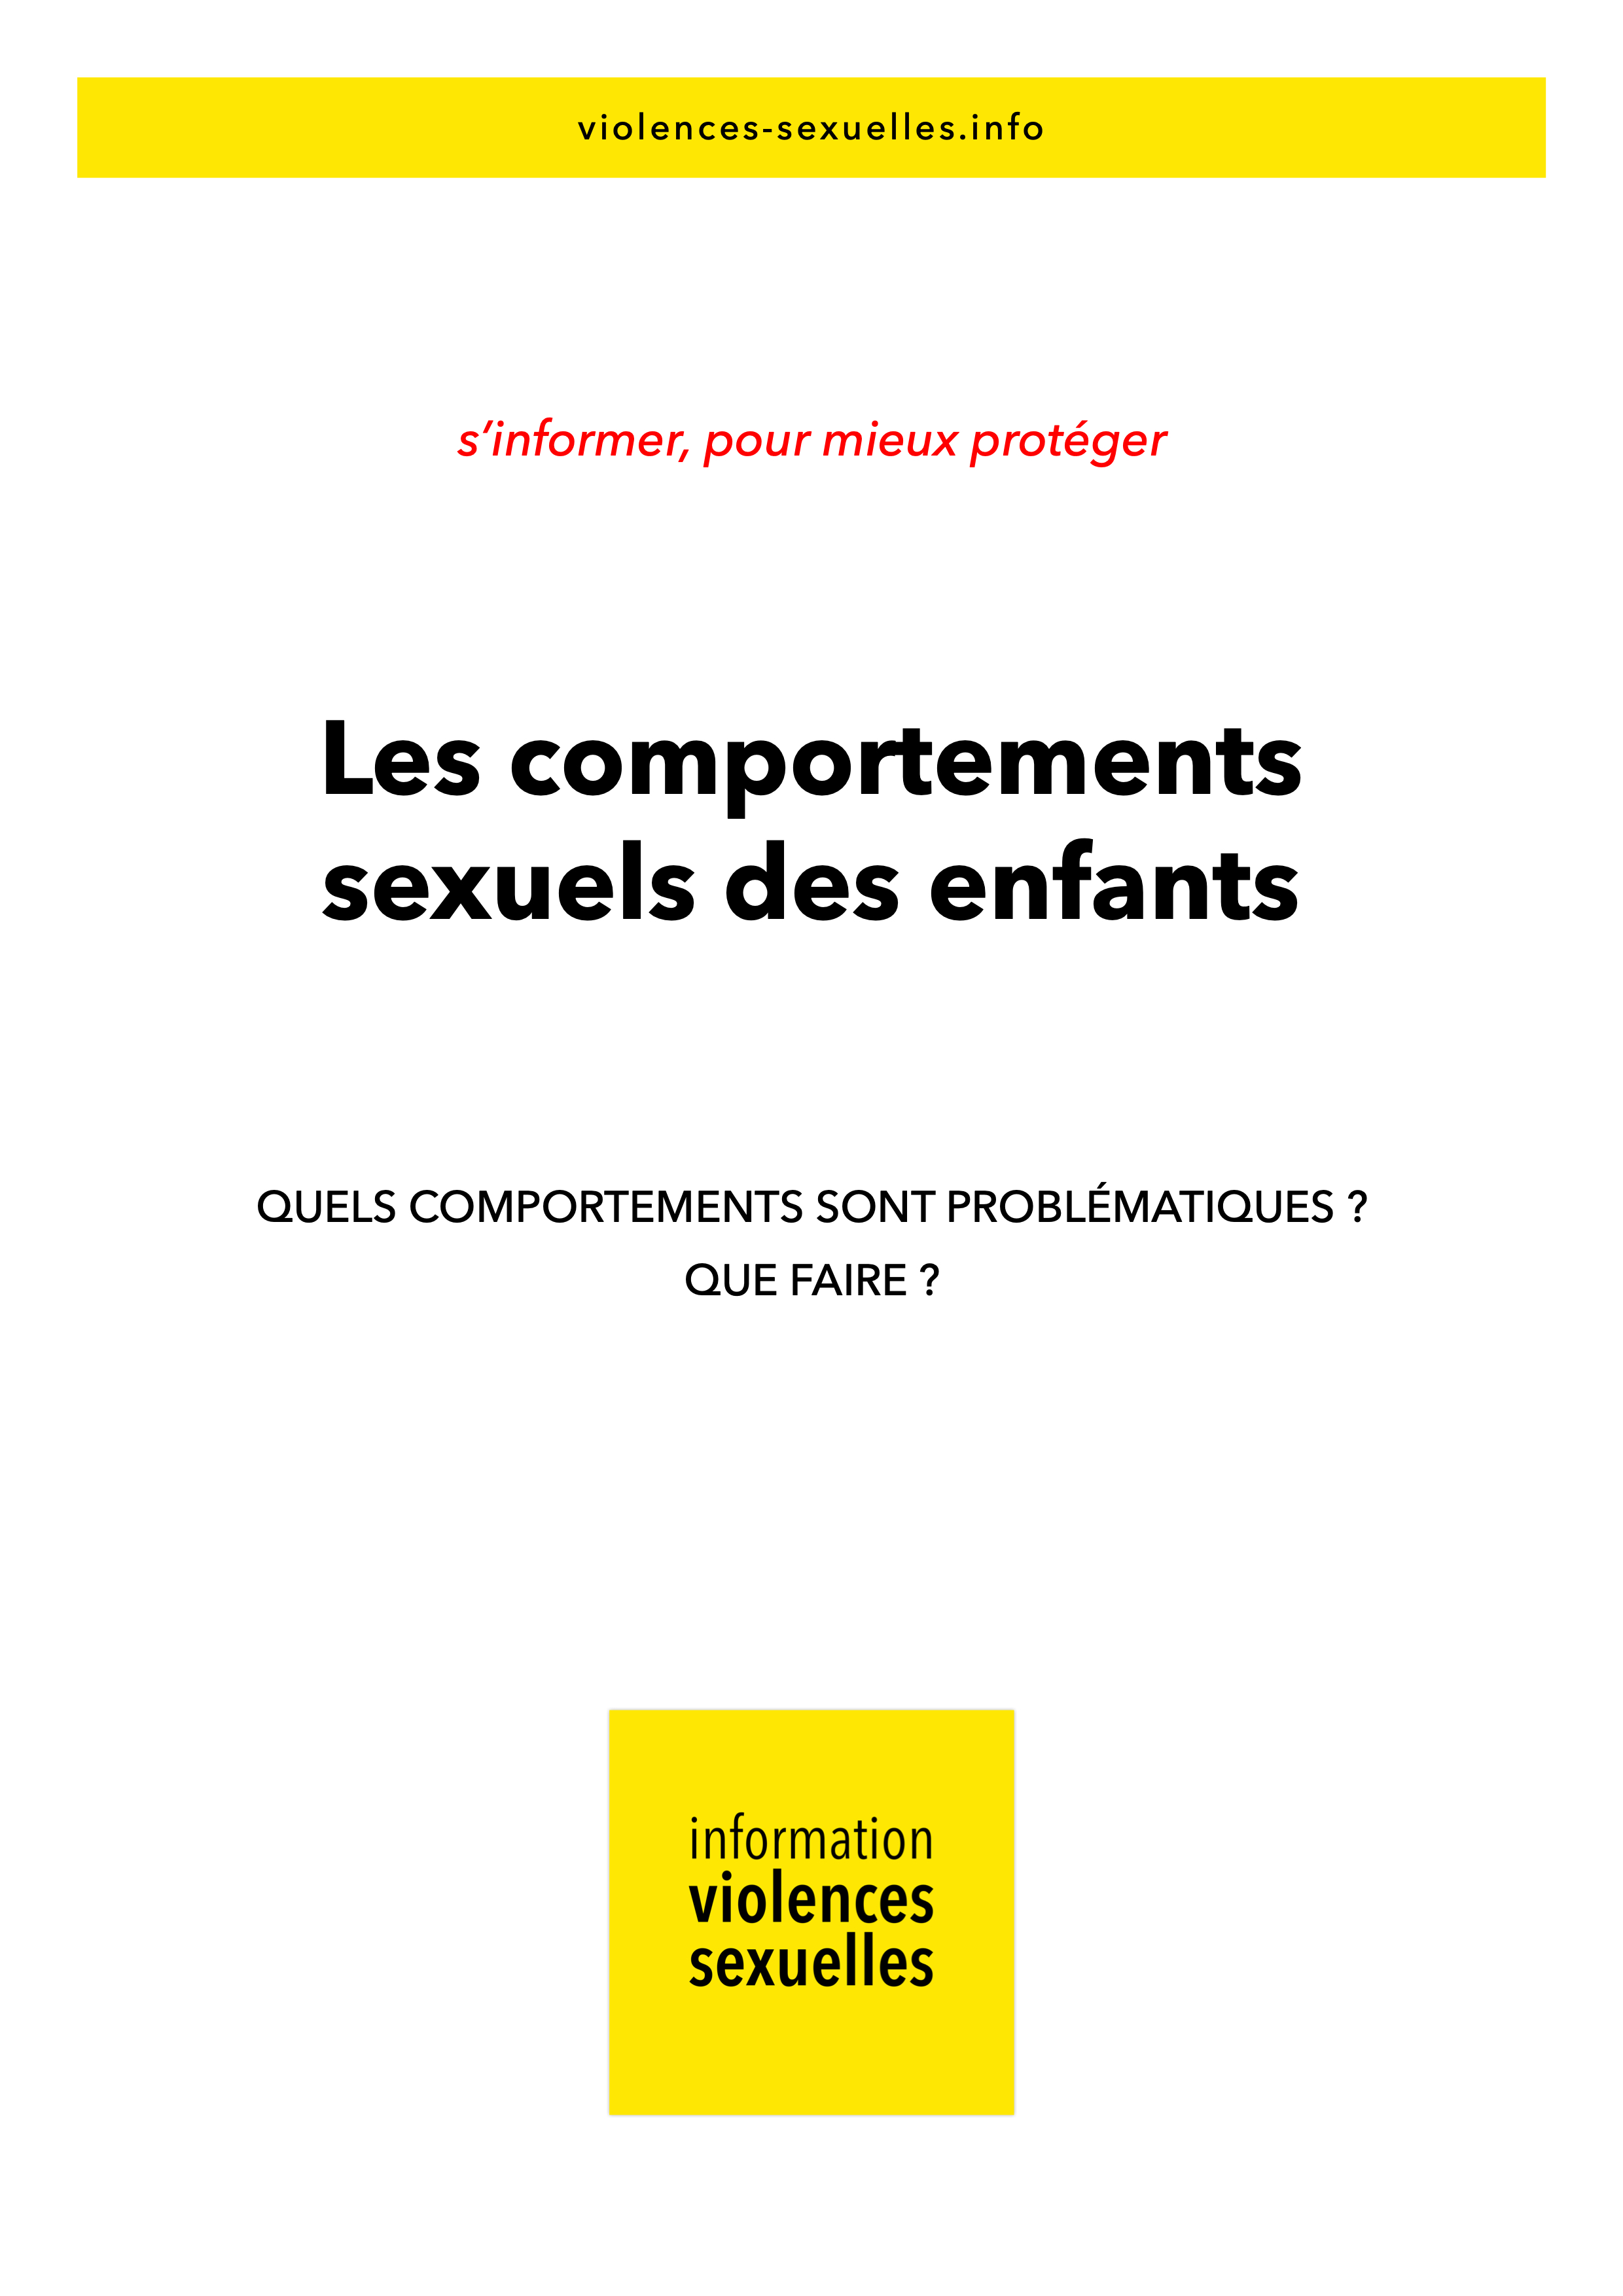 violences-sexuelles.info
s’informer, pour mieux protéger
Les comportements
sexuels des enfants
QUELS COMPORTEMENTS SONT PROBLÉMATIQUES ?
QUE FAIRE ?
information
violences
sexuelles